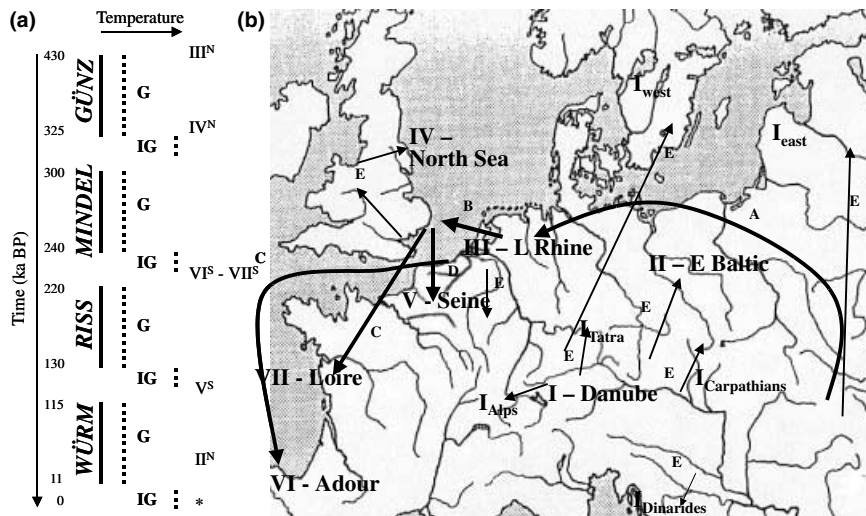 (a)
Temperature
Time (ka BP)
430
GÜNZ
G
III^N
325
IG
IV^N
300
MINDEL
G
240
IG
VI^S - VII^S
220
RISS
G
130
IG
V^S
115
WÜRM
G
II^N
11
0
IG
*
(b)
I_west
I_east
IV –
North Sea
E
E
B
A
III – L Rhine
II – E Baltic
C
D
V - Seine
E
E
E
C
I_Tatra
E
VII - Loire
I – Danube
E
I_Carpathians
I_Alps
E
VI - Adour
E
I_Dinarides